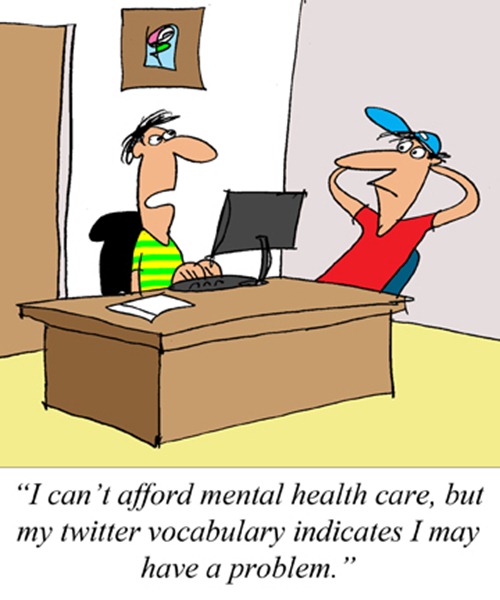 “I can’t afford mental health care, but
my twitter vocabulary indicates I may
have a problem.”